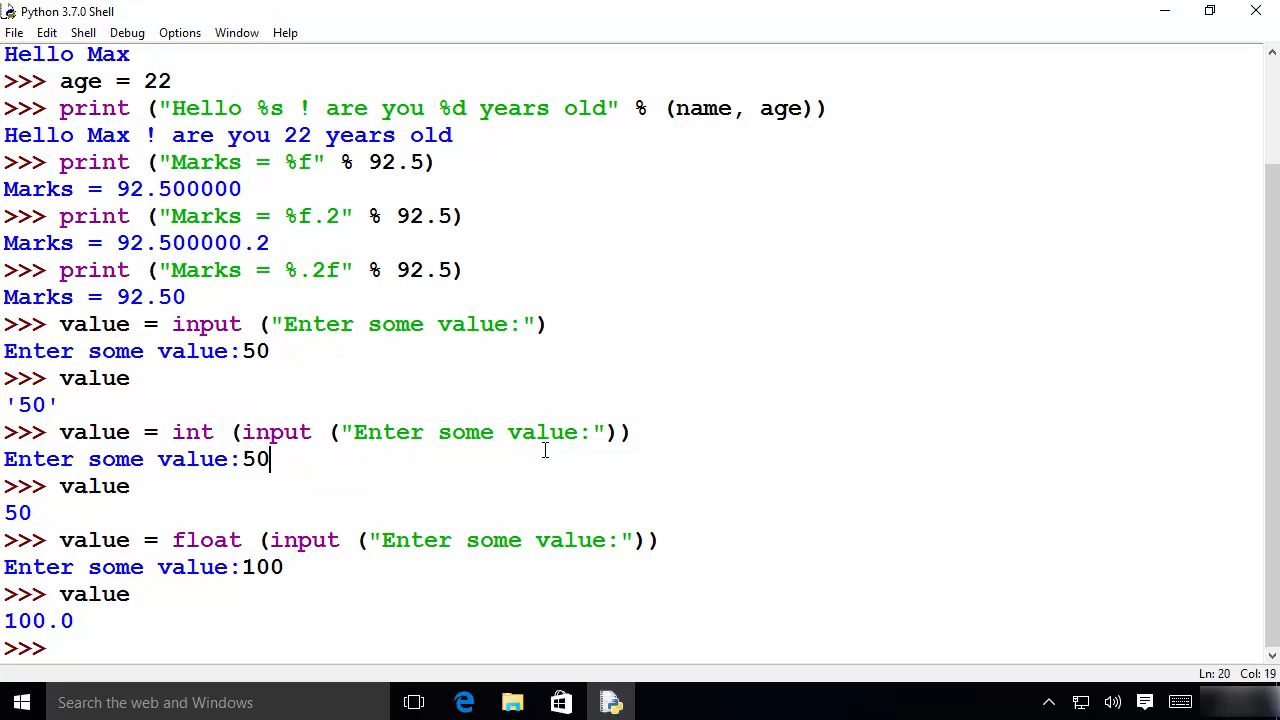 Python 3.7.0 Shell
File Edit Shell Debug Options Window Help
Hello Max
>>> age = 22
>>> print ("Hello %s ! are you %d years old" % (name, age))
Hello Max ! are you 22 years old
>>> print ("Marks = %f" % 92.5)
Marks = 92.500000
>>> print ("Marks = %f.2" % 92.5)
Marks = 92.500000.2
>>> print ("Marks = %.2f" % 92.5)
Marks = 92.50
>>> value = input ("Enter some value:")
Enter some value:50
>>> value
'50'
>>> value = int (input ("Enter some value:"))
Enter some value:50
>>> value
50
>>> value = float (input ("Enter some value:"))
Enter some value:100
>>> value
100.0
>>>
Ln: 20 Col: 19
Search the web and Windows